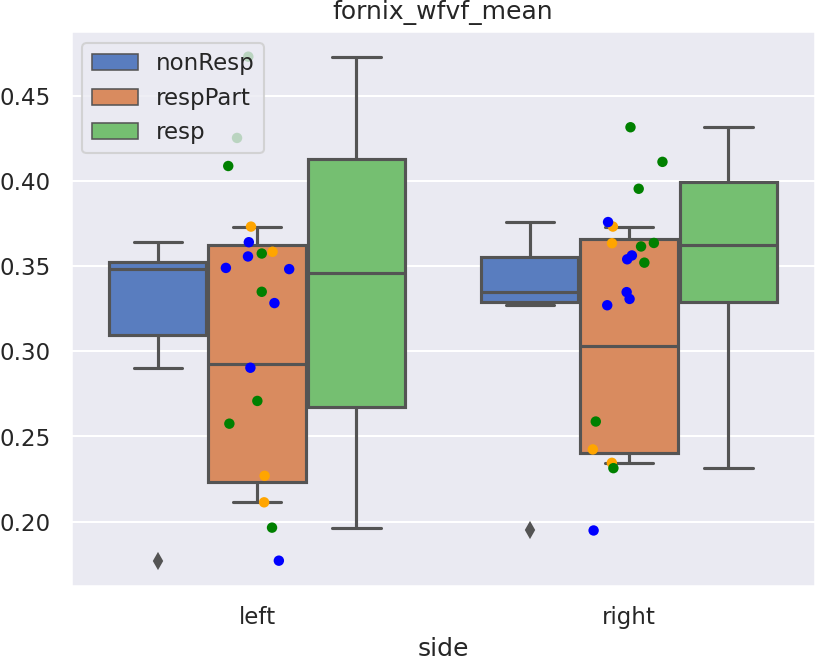 fornix_wfvf_mean
nonResp
respPart
resp
0.45
0.40
0.35
0.30
0.25
0.20
left
right
side